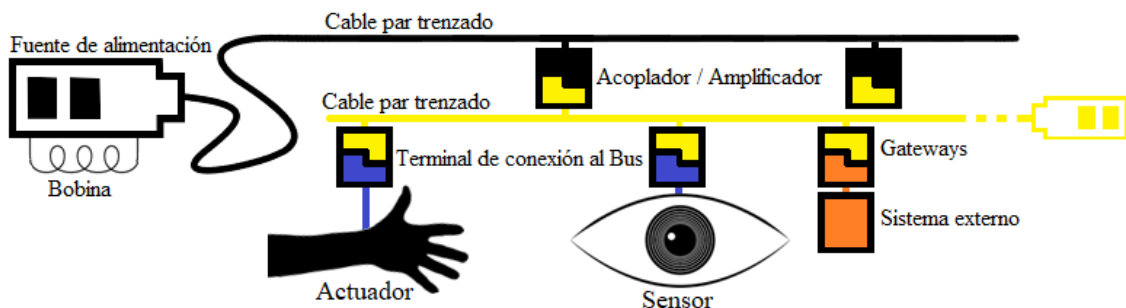 Cable par trenzado
Fuente de alimentación
Acoplador / Amplificador
Cable par trenzado
Terminal de conexión al Bus
Gateways
Bobina
Sistema externo
Actuador
Sensor